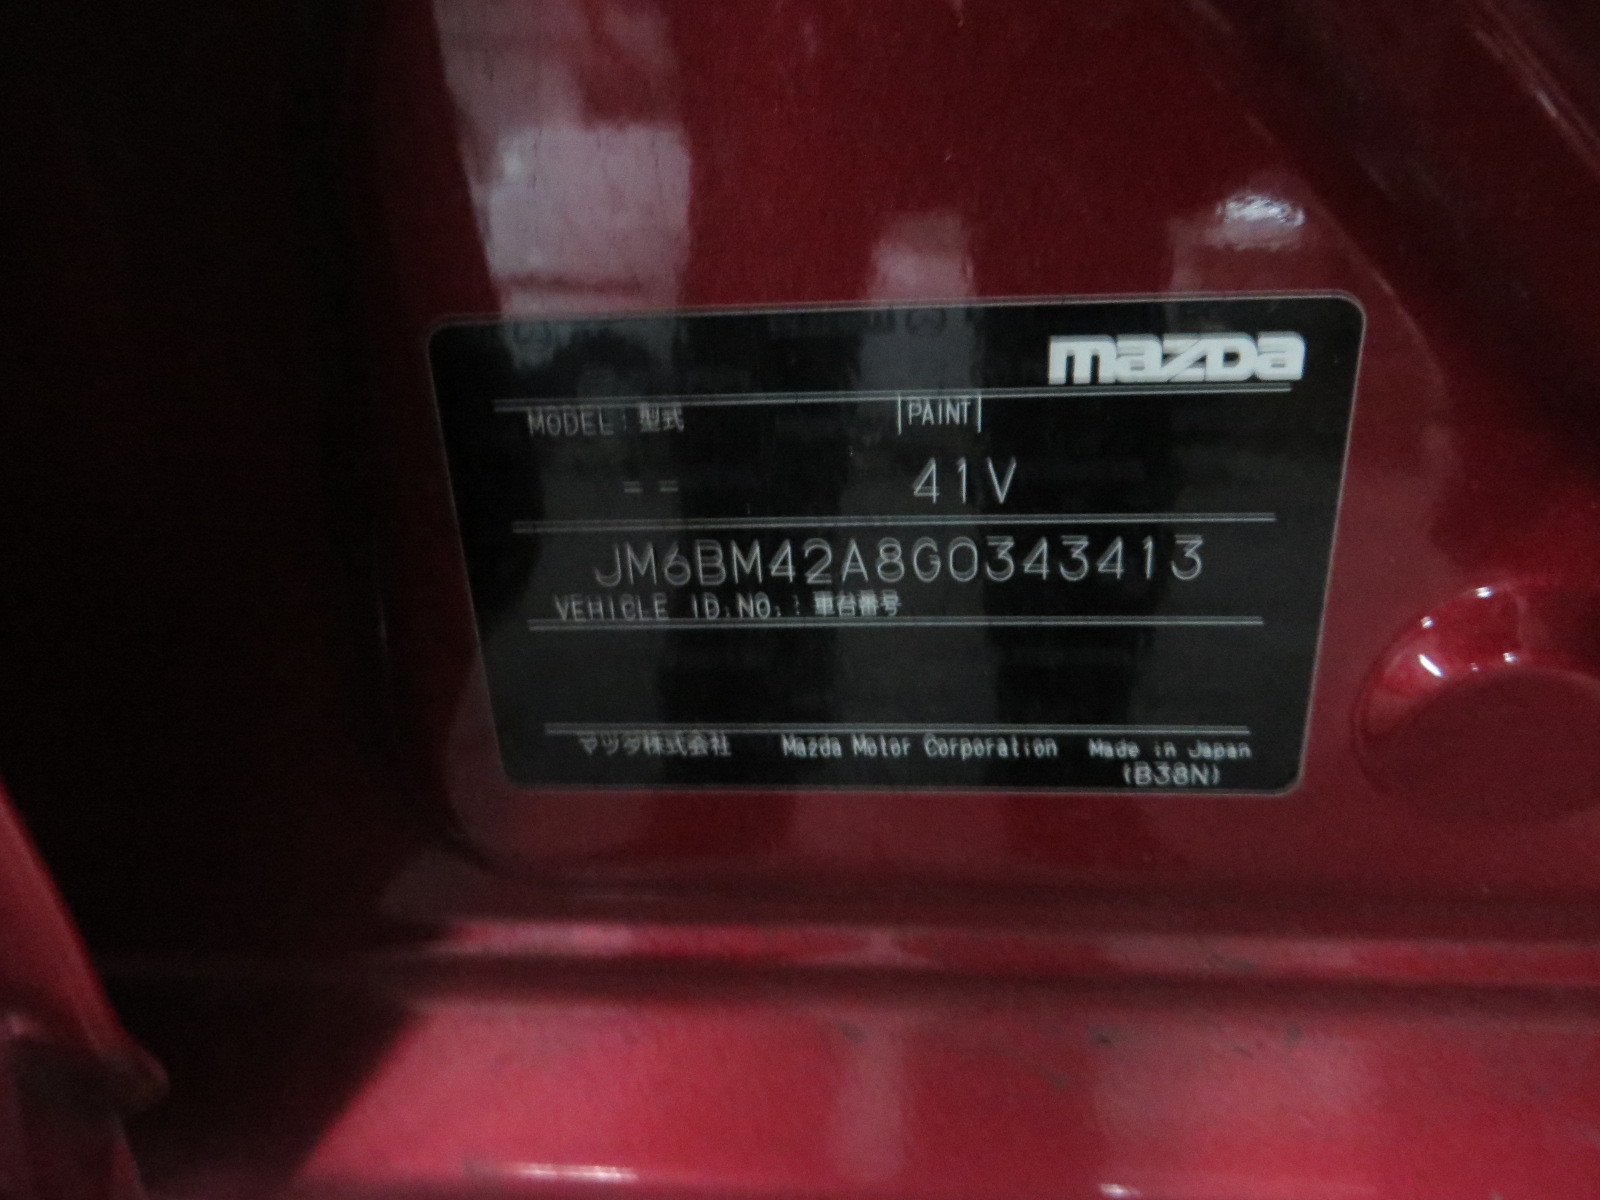 mazda
MODEL : 型式 |PAINT|
-- 41V
JM6BM42A8G0343413
VEHICLE ID.NO. : 車台番号
マツダ株式会社 Mazda Motor Corporation Made in Japan
(B38N)